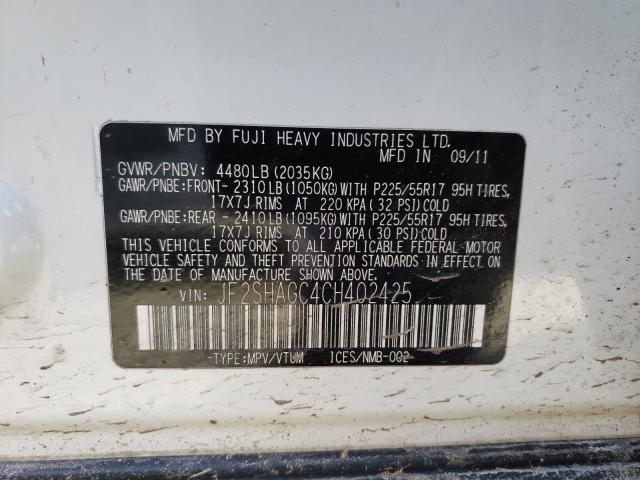 MFD BY FUJI HEAVY INDUSTRIES LTD.
MFD IN 09/11
GVWR/PNBV: 4480LB (2035KG)
GAWR/PNBE:FRONT- 2310LB (1050KG) WITH P225/55R17 95H TIRES,
17X7J RIMS AT 220 KPA (32 PSI) COLD
GAWR/PNBE:REAR - 2410LB (1095KG) WITH P225/55R17 95H TIRES,
17X7J RIMS AT 210 KPA (30 PSI) COLD
THIS VEHICLE CONFORMS TO ALL APPLICABLE FEDERAL MOTOR
VEHICLE SAFETY AND THEFT PREVENTION STANDARDS IN EFFECT ON
THE DATE OF MANUFACTURE SHOWN ABOVE.
VIN: JF2SHAGC4CH402425
TYPE:MPV/VTUM ICES/NMB-002